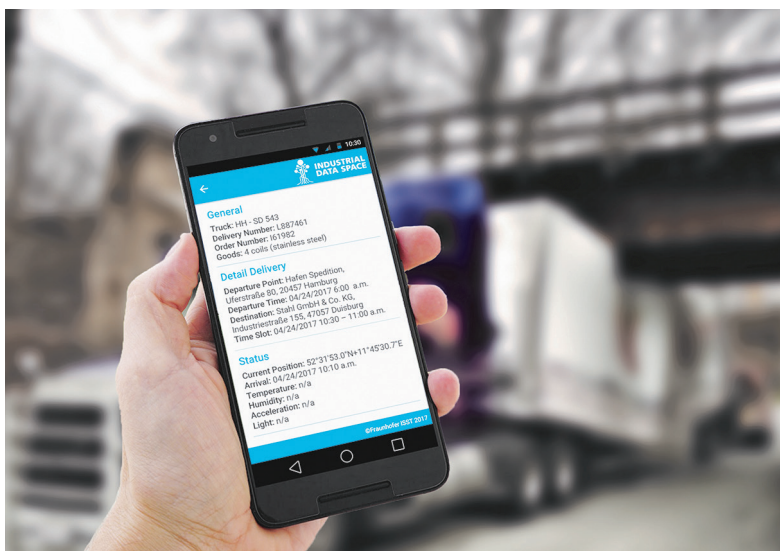 10:30
INDUSTRIAL
DATA SPACE
General
Truck: HH - SD 543
Delivery Number: L887461
Order Number: I61982
Goods: 4 coils (stainless steel)
Detail Delivery
Departure Point: Hafen Spedition,
Uferstraße 80, 20457 Hamburg
Departure Time: 04/24/2017 6:00 a.m.
Destination: Stahl GmbH & Co. KG,
Industriestraße 155, 47057 Duisburg
Time Slot: 04/24/2017 10:30 – 11:00 a.m.
Status
Current Position: 52°31'53.0"N+11°45'30.7"E
Arrival: 04/24/2017 10:10 a.m.
Temperature: n/a
Humidity: n/a
Acceleration: n/a
Light: n/a
©Fraunhofer ISST 2017